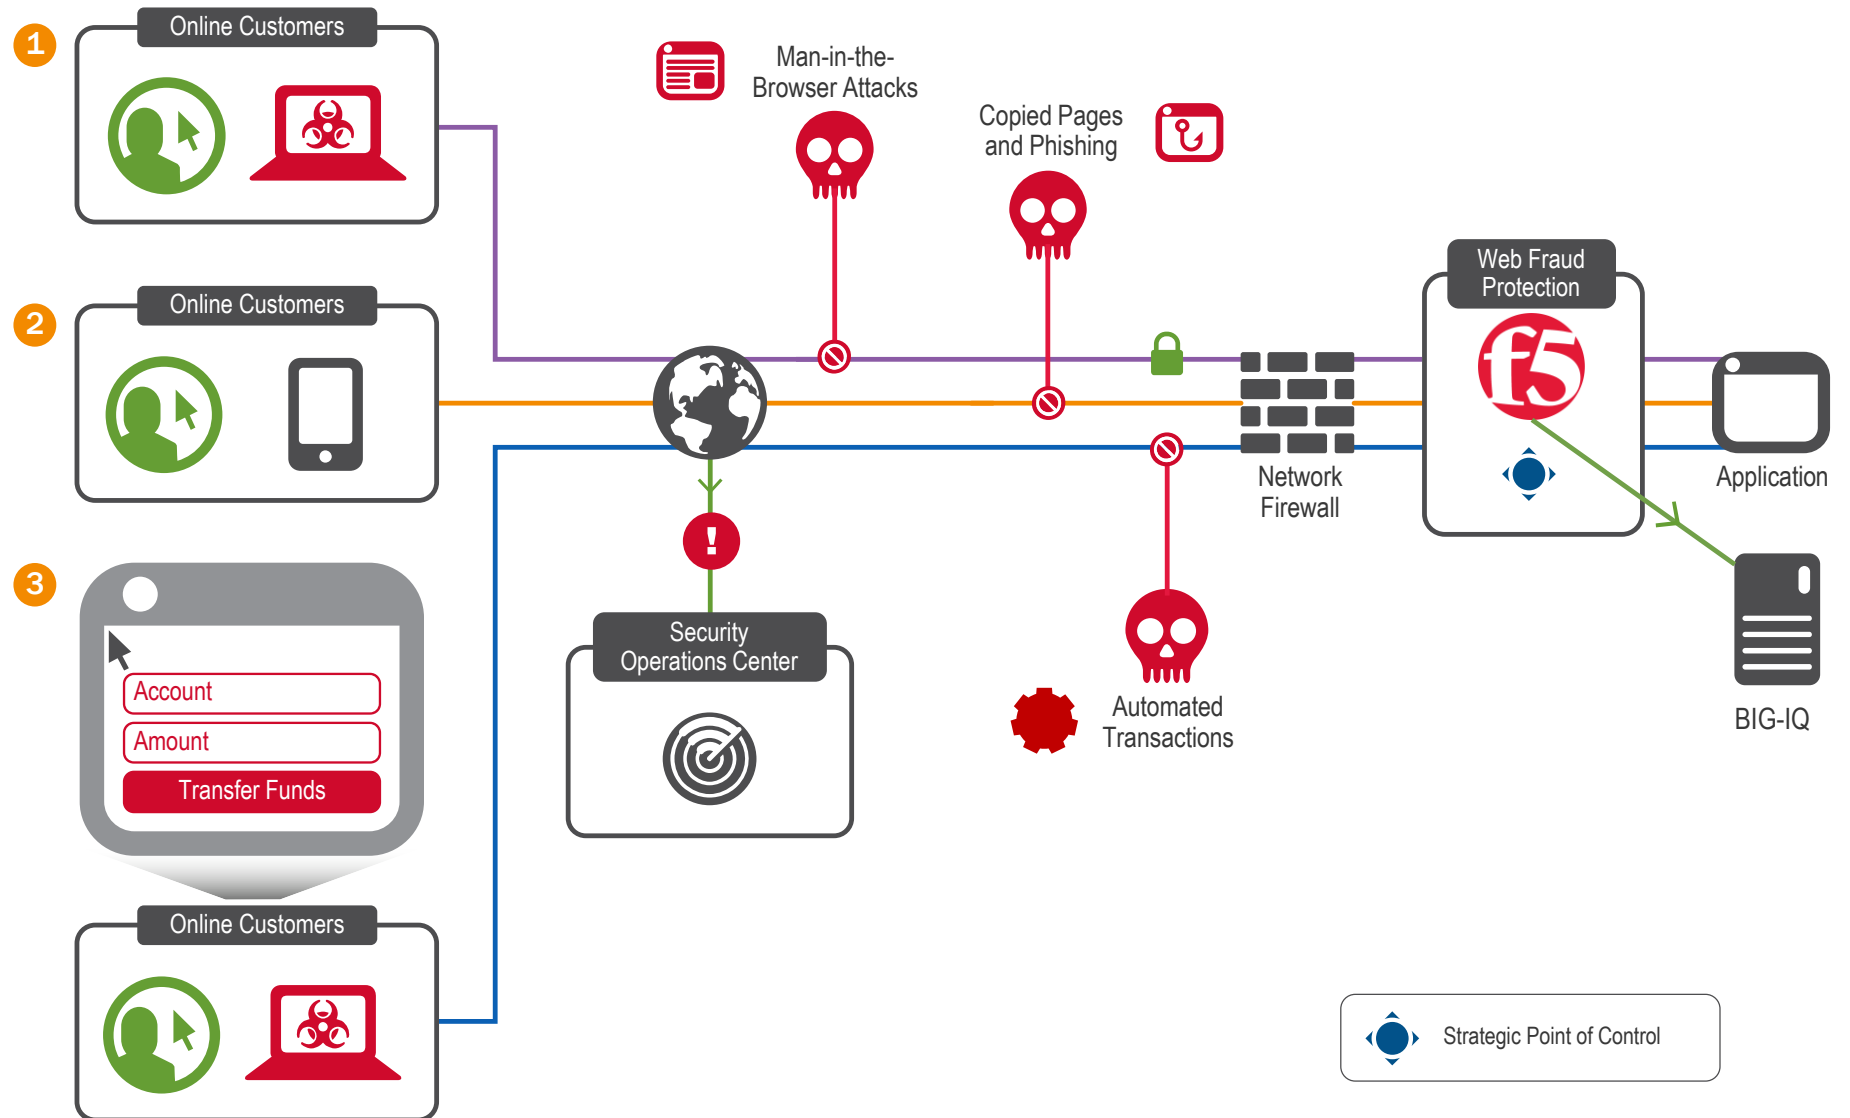 1
Online Customers
Man-in-the-
Browser Attacks
Copied Pages
and Phishing
2
Online Customers
Web Fraud
Protection
f5
Network
Firewall
Application
!
3
Account
Amount
Transfer Funds
Security
Operations Center
Automated
Transactions
BIG-IQ
Online Customers
Strategic Point of Control